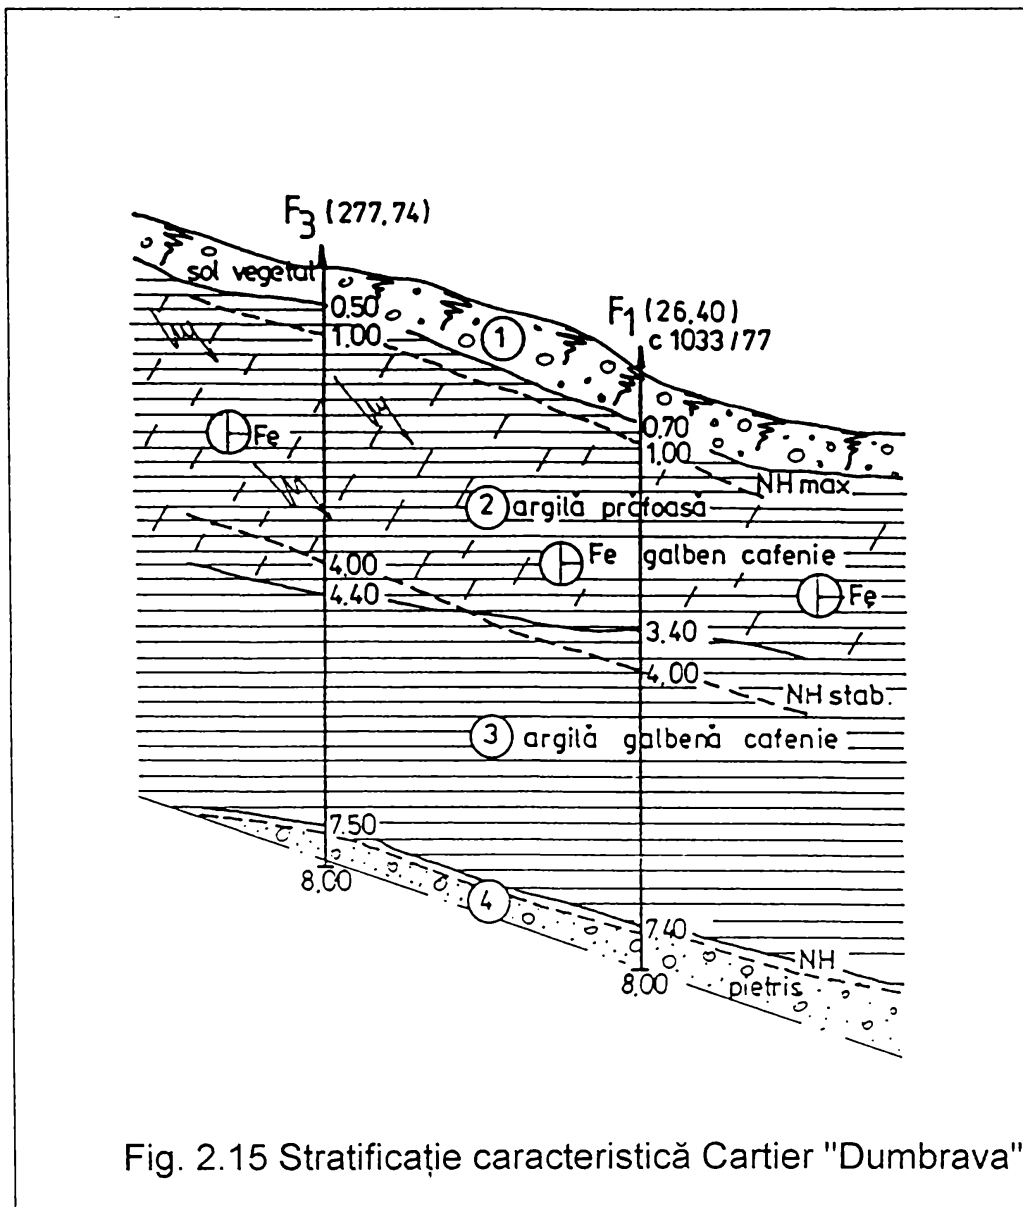 F3 (277,74)
sol vegetal
0.50
1.00
1
F1 (26.40)
c 1033/77
0.70
1,00
NH max.
Fe
2 argilă prăfoasă
Fe galben cafenie
Fe
4,00
4.40
3.40
4,00
NH stab.
3 argilă galbenă cafenie
7.50
8,00
4
7.40
NH
8,00
pietris
Fig. 2.15 Stratificație caracteristică Cartier "Dumbrava"